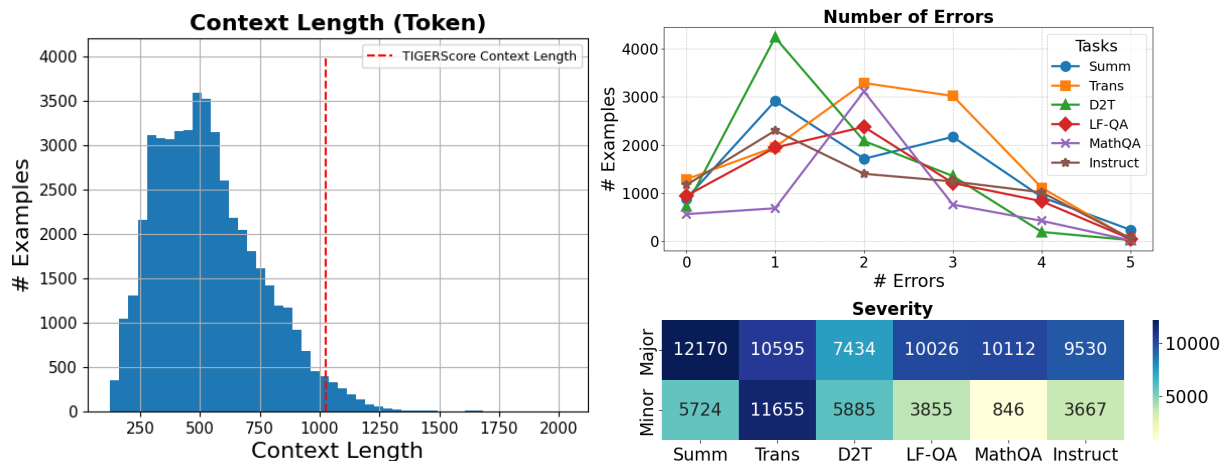 Context Length (Token)
TIGERScore Context Length
# Examples
4000
3500
3000
2500
2000
1500
1000
500
0
250 500 750 1000 1250 1500 1750 2000
Context Length
Number of Errors
# Examples
4000
3000
2000
1000
0
Tasks
Summ
Trans
D2T
LF-QA
MathQA
Instruct
0 1 2 3 4 5
# Errors
Severity
Major
12170 10595 7434 10026 10112 9530
Minor
5724 11655 5885 3855 846 3667
Summ Trans D2T LF-QA MathQA Instruct
10000
5000